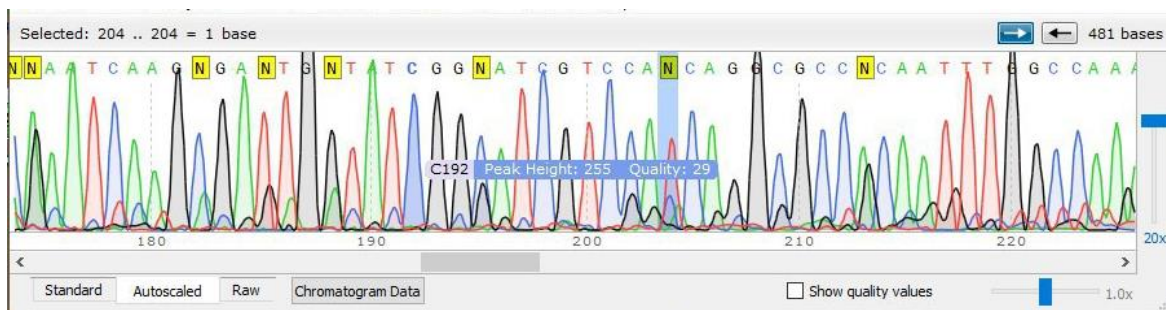 Selected: 204 .. 204 = 1 base
481 bases
N N A A T C A A G N G A N T G N T A T C G G N A T C G T C C A N C A G G C G C C N C A A T T T G G C C A A A
C192 Peak Height: 255 Quality: 29
180 190 200 210 220
20x
Standard Autoscaled Raw Chromatogram Data Show quality values 1.0x